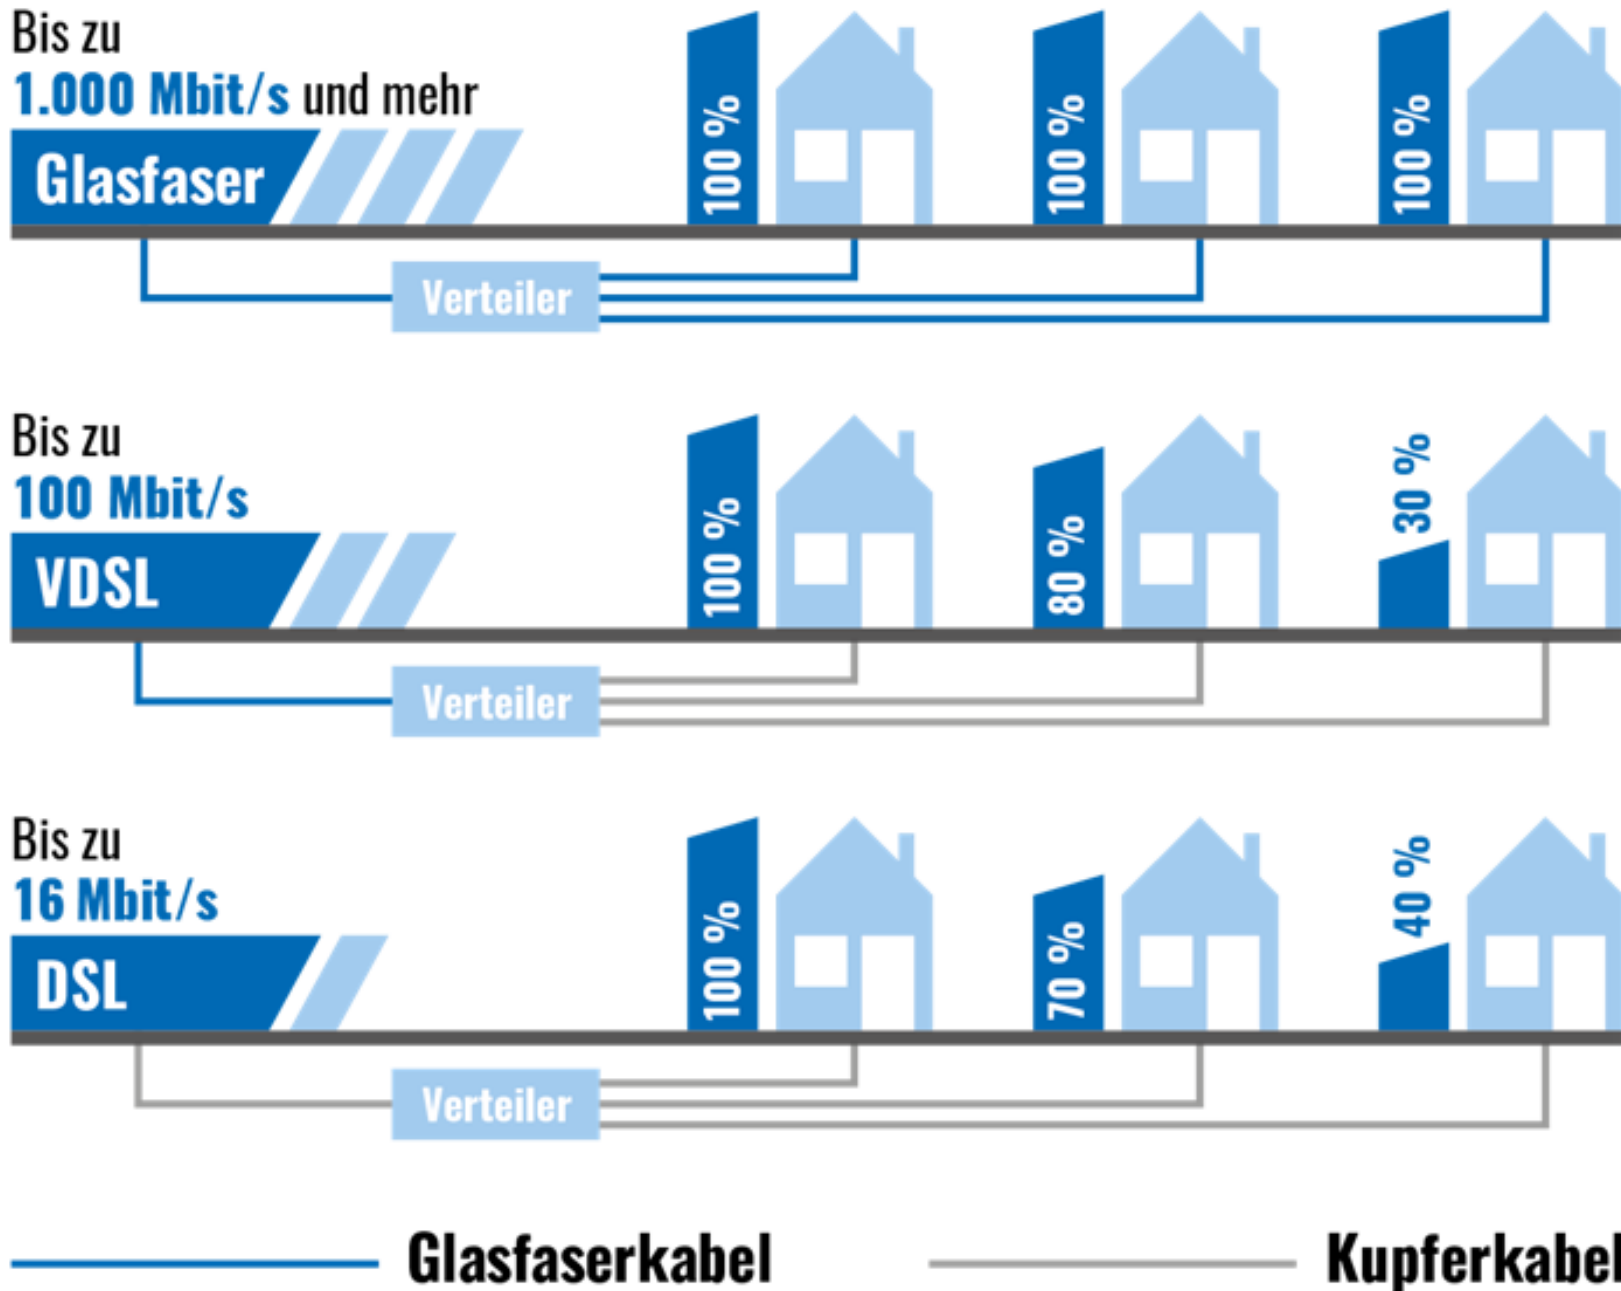 Bis zu
1.000 Mbit/s und mehr
Glasfaser
100 %
100 %
100 %
Verteiler
Bis zu
100 Mbit/s
VDSL
100 %
80 %
30 %
Verteiler
Bis zu
16 Mbit/s
DSL
100 %
70 %
40 %
Verteiler
Glasfaserkabel
Kupferkabel